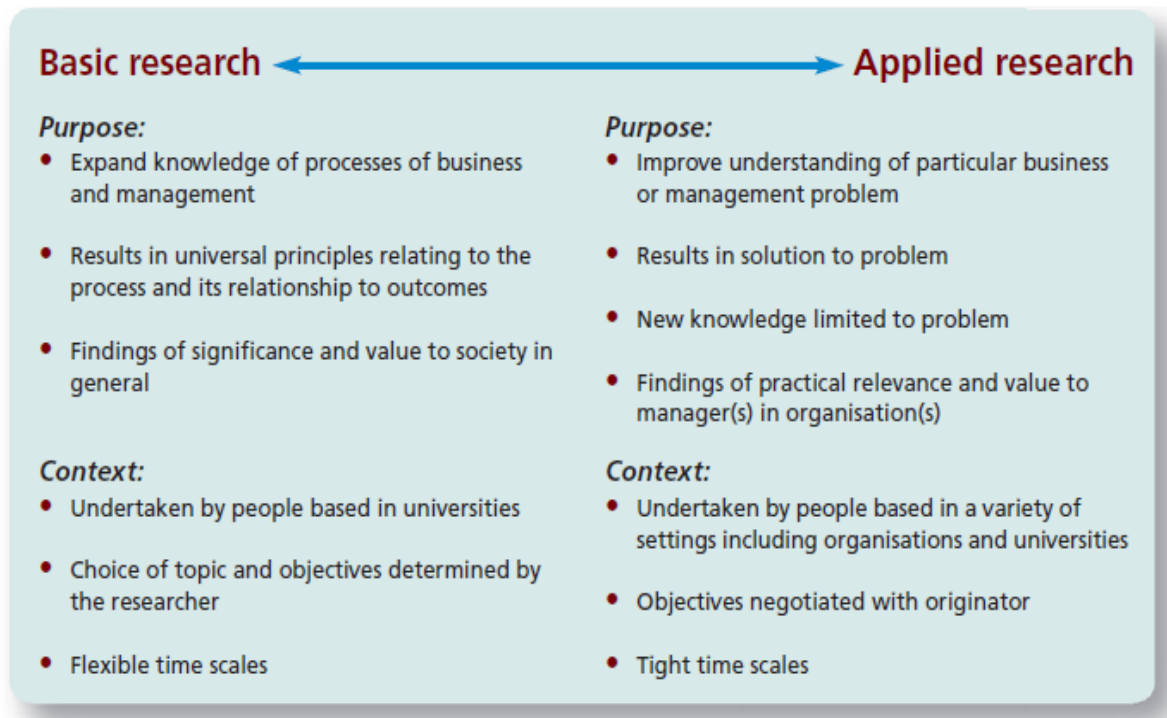 Basic research
Applied research
Purpose:
• Expand knowledge of processes of business
and management
• Results in universal principles relating to the
process and its relationship to outcomes
• Findings of significance and value to society in
general
Context:
• Undertaken by people based in universities
• Choice of topic and objectives determined by
the researcher
• Flexible time scales
Purpose:
• Improve understanding of particular business
or management problem
• Results in solution to problem
• New knowledge limited to problem
• Findings of practical relevance and value to
manager(s) in organisation(s)
Context:
• Undertaken by people based in a variety of
settings including organisations and universities
• Objectives negotiated with originator
• Tight time scales